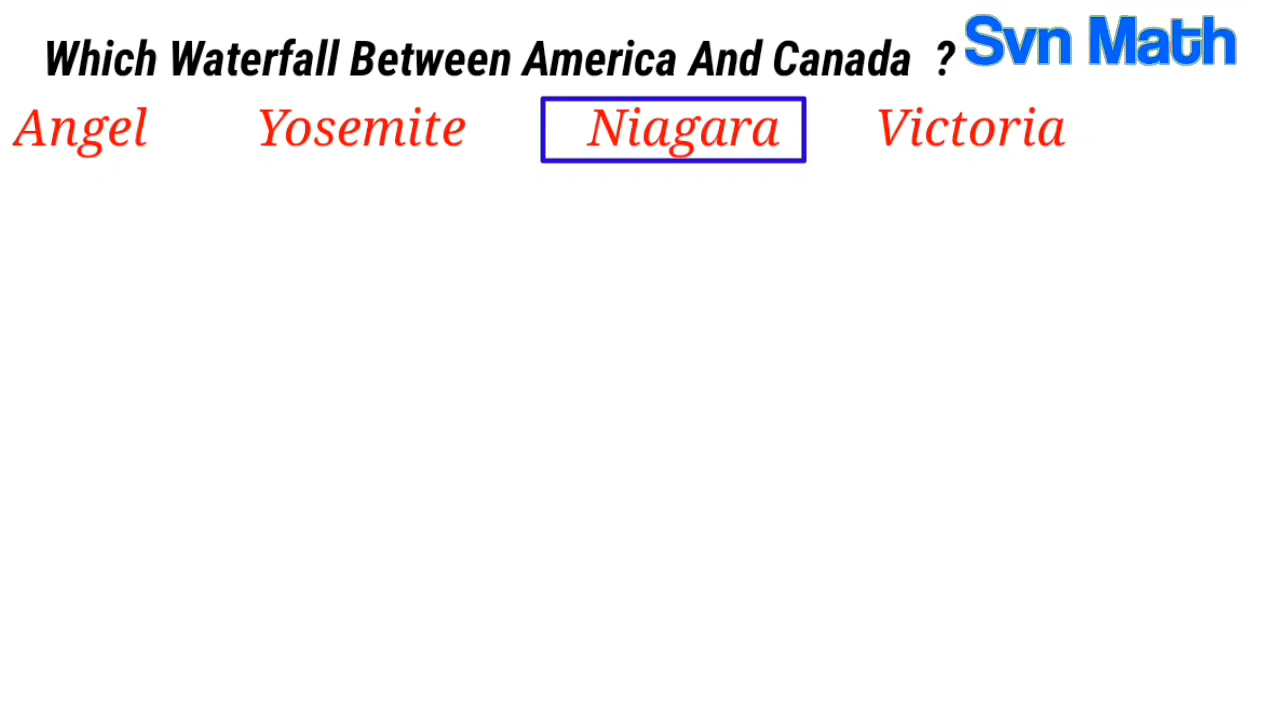 Which Waterfall Between America And Canada ? Svn Math
Angel Yosemite Niagara Victoria